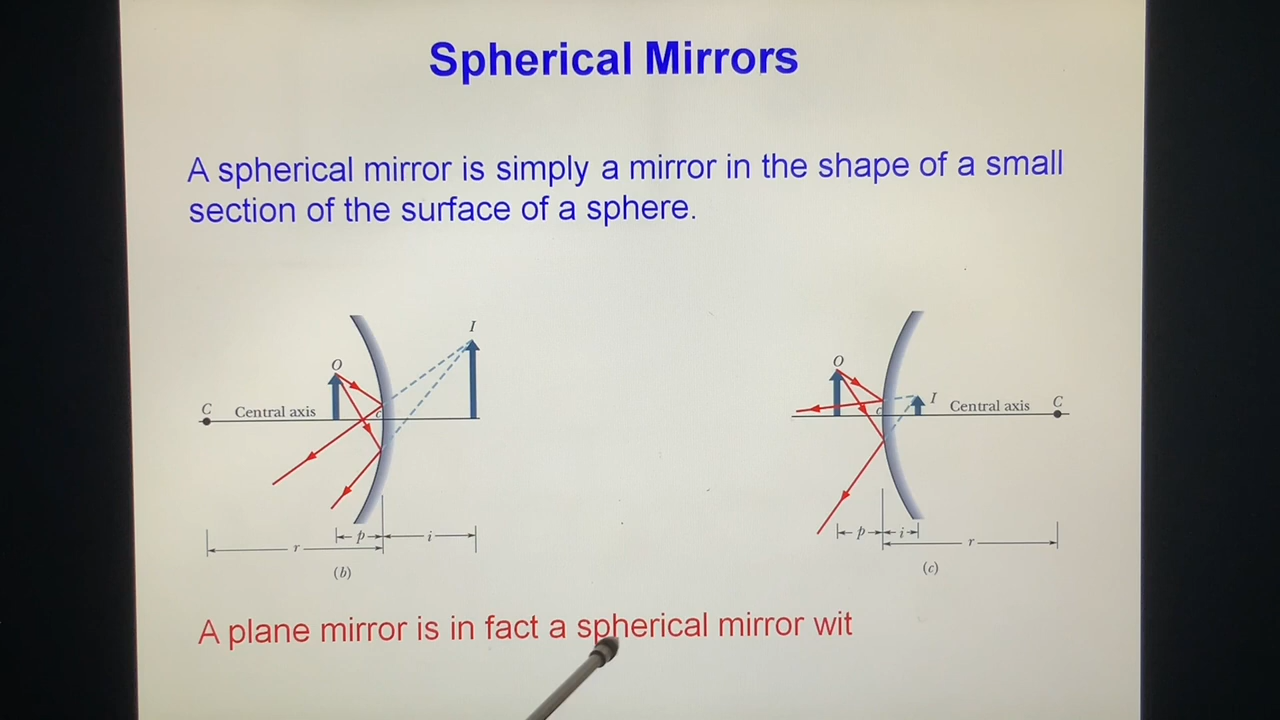 Spherical Mirrors
A spherical mirror is simply a mirror in the shape of a small
section of the surface of a sphere.
I
O
C
Central axis
c
p
i
r
(b)
O
I
Central axis
C
c
p
i
r
(c)
A plane mirror is in fact a spherical mirror wit